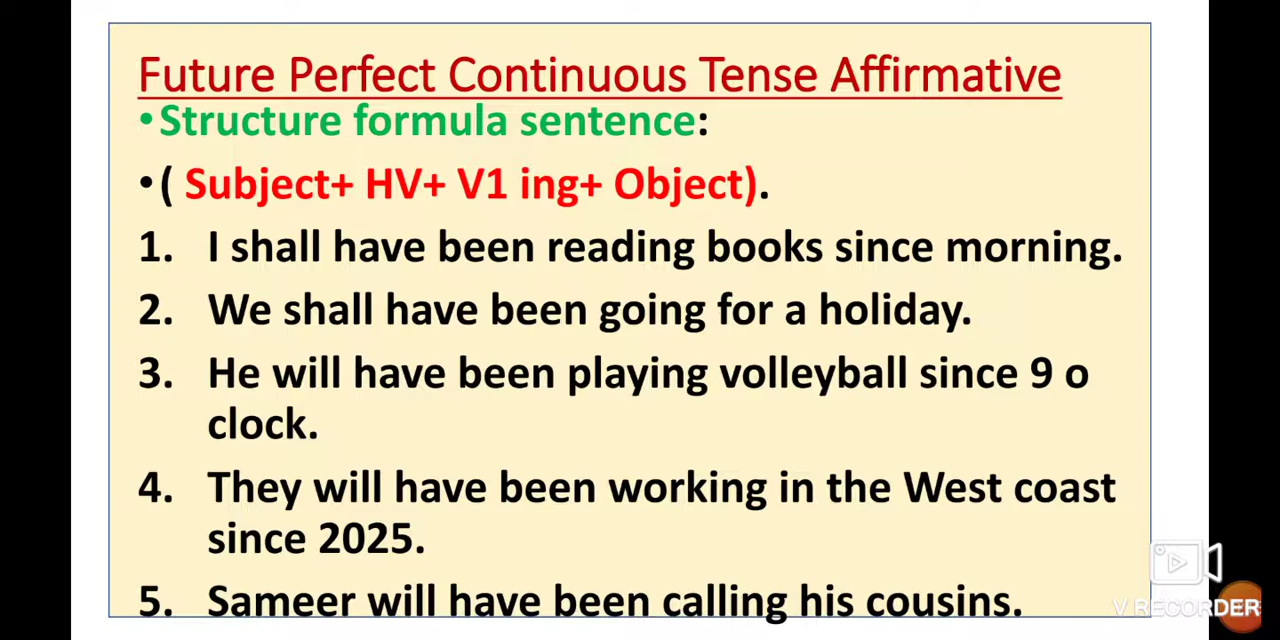 Future Perfect Continuous Tense Affirmative
•Structure formula sentence:
•( Subject+ HV+ V1 ing+ Object).
1. I shall have been reading books since morning.
2. We shall have been going for a holiday.
3. He will have been playing volleyball since 9 o
clock.
4. They will have been working in the West coast
since 2025.
5. Sameer will have been calling his cousins.
V RECORDER